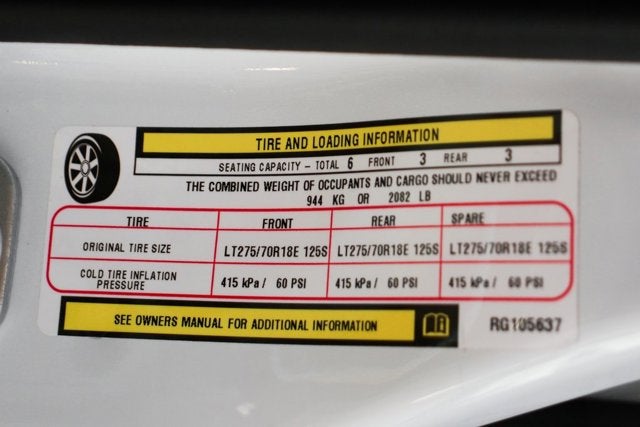 TIRE AND LOADING INFORMATION
SEATING CAPACITY - TOTAL 6 FRONT 3 REAR 3
THE COMBINED WEIGHT OF OCCUPANTS AND CARGO SHOULD NEVER EXCEED
944 KG OR 2082 LB
TIRE FRONT REAR SPARE
ORIGINAL TIRE SIZE LT275/70R18E 125S LT275/70R18E 125S LT275/70R18E 125S
COLD TIRE INFLATION
PRESSURE 415 kPa / 60 PSI 415 kPa / 60 PSI 415 kPa / 60 PSI
SEE OWNERS MANUAL FOR ADDITIONAL INFORMATION
RG105637